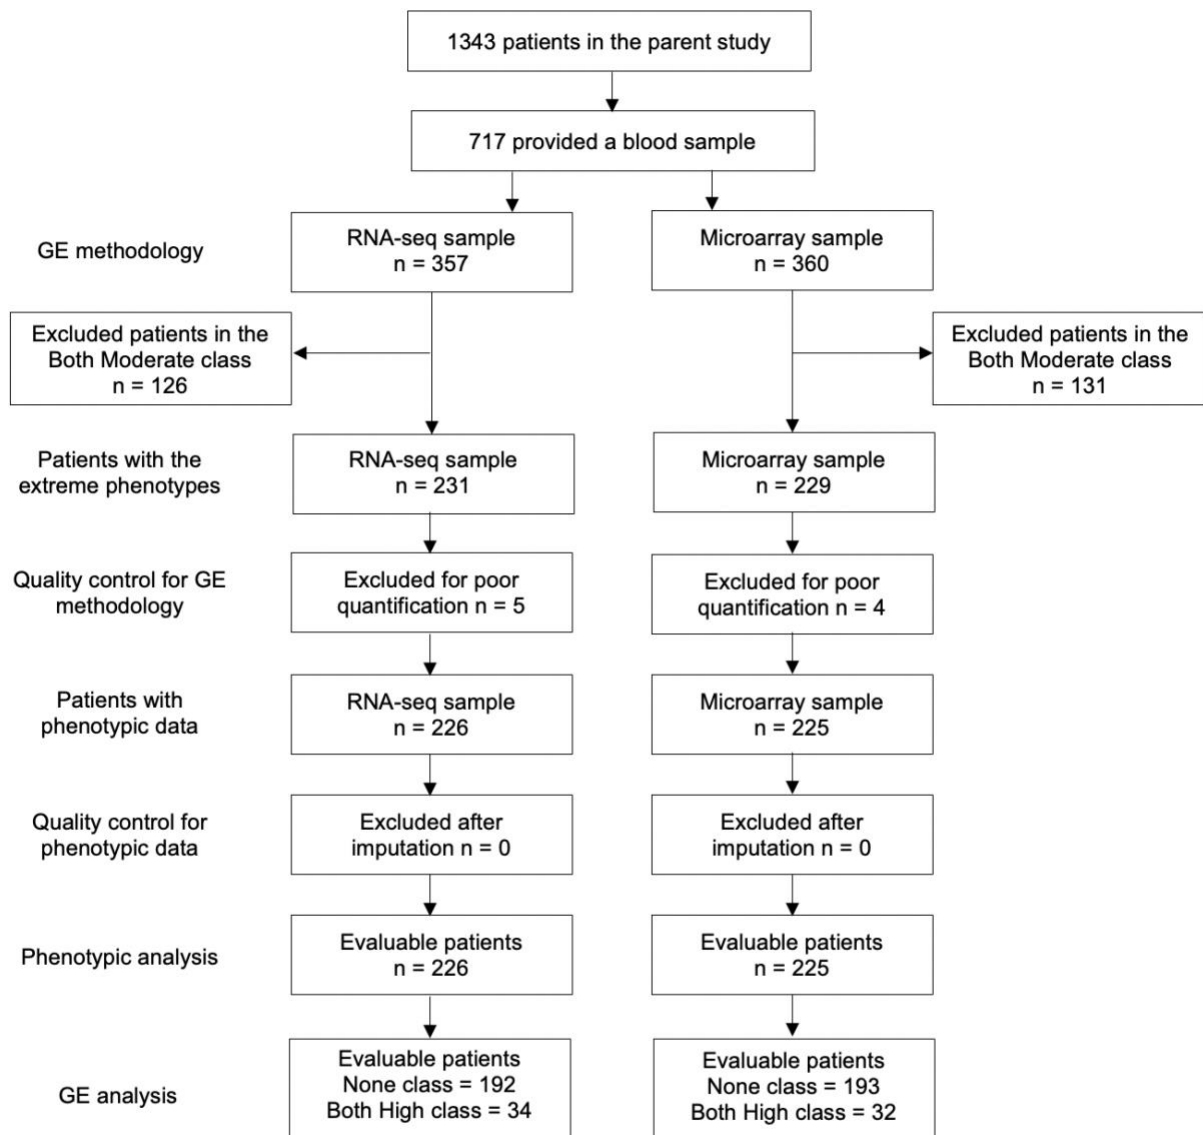 1343 patients in the parent study
717 provided a blood sample
GE methodology
RNA-seq sample
n = 357
Microarray sample
n = 360
Excluded patients in the
Both Moderate class
n = 126
Excluded patients in the
Both Moderate class
n = 131
Patients with the
extreme phenotypes
RNA-seq sample
n = 231
Microarray sample
n = 229
Quality control for GE
methodology
Excluded for poor
quantification n = 5
Excluded for poor
quantification n = 4
Patients with
phenotypic data
RNA-seq sample
n = 226
Microarray sample
n = 225
Quality control for
phenotypic data
Excluded after
imputation n = 0
Excluded after
imputation n = 0
Phenotypic analysis
Evaluable patients
n = 226
Evaluable patients
n = 225
GE analysis
Evaluable patients
None class = 192
Both High class = 34
Evaluable patients
None class = 193
Both High class = 32